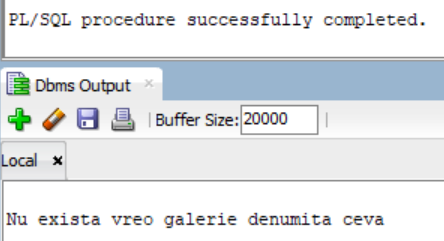 PL/SQL procedure successfully completed.
Dbms Output ×
Buffer Size: 20000
Local ×
Nu exista vreo galerie denumita ceva